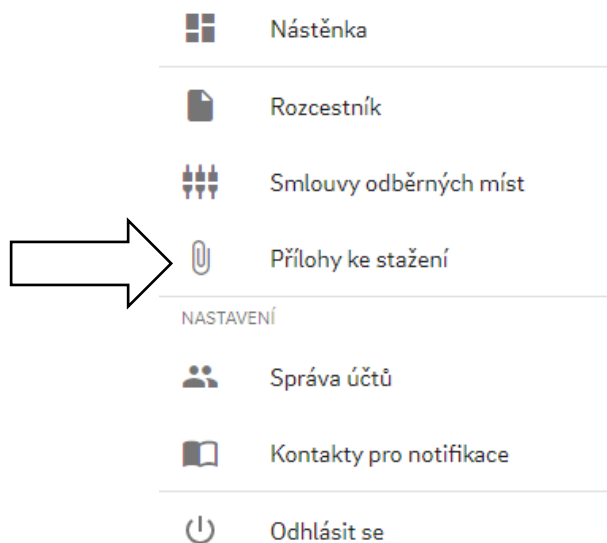 Nástěnka
Rozcestník
Smlouvy odběrných míst
Přílohy ke stažení
NASTAVENÍ
Správa účtů
Kontakty pro notifikace
Odhlásit se